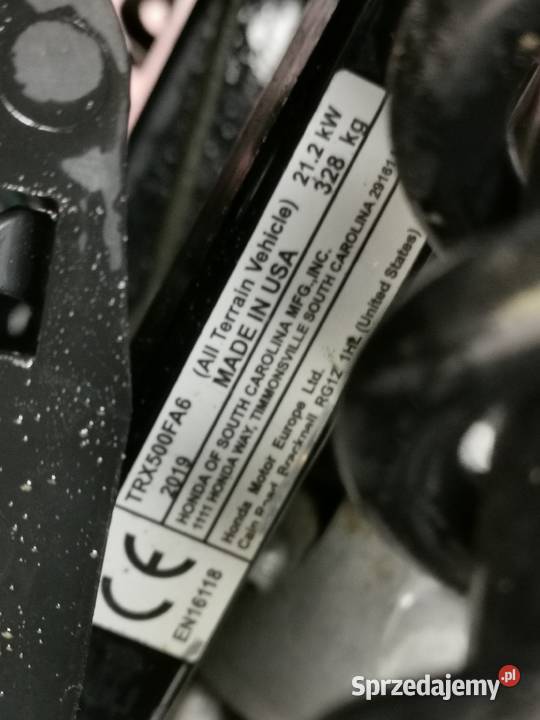 TRX500FA6 (All Terrain Vehicle) 21.2 kW
2019 MADE IN USA 328 kg
HONDA OF SOUTH CAROLINA MFG.,INC.
1111 HONDA WAY, TIMMONSVILLE SOUTH CAROLINA 29161
Honda Motor Europe Ltd.
Cain Road, Bracknell RG1Z 1HL (United States)
CE EN16118
Sprzedajemy.pl